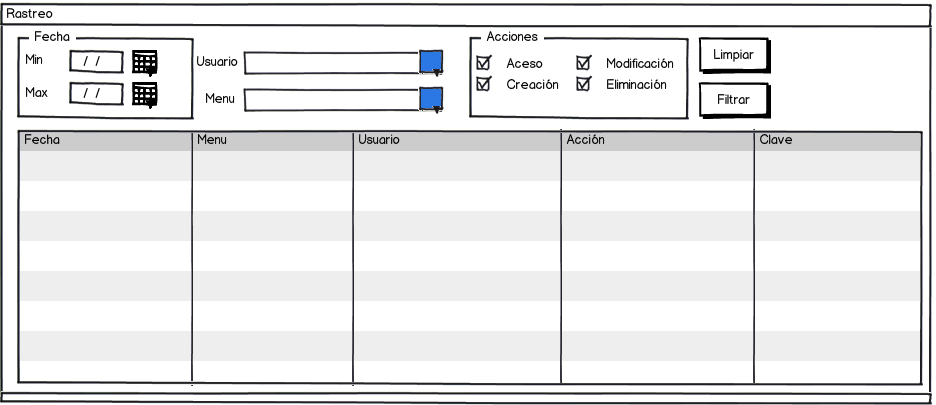 Rastreo
Fecha
Min / /
Max / /
Usuario
Menu
Acciones
Aceso Modificación
Creación Eliminación
Limpiar
Filtrar
Fecha Menu Usuario Acción Clave